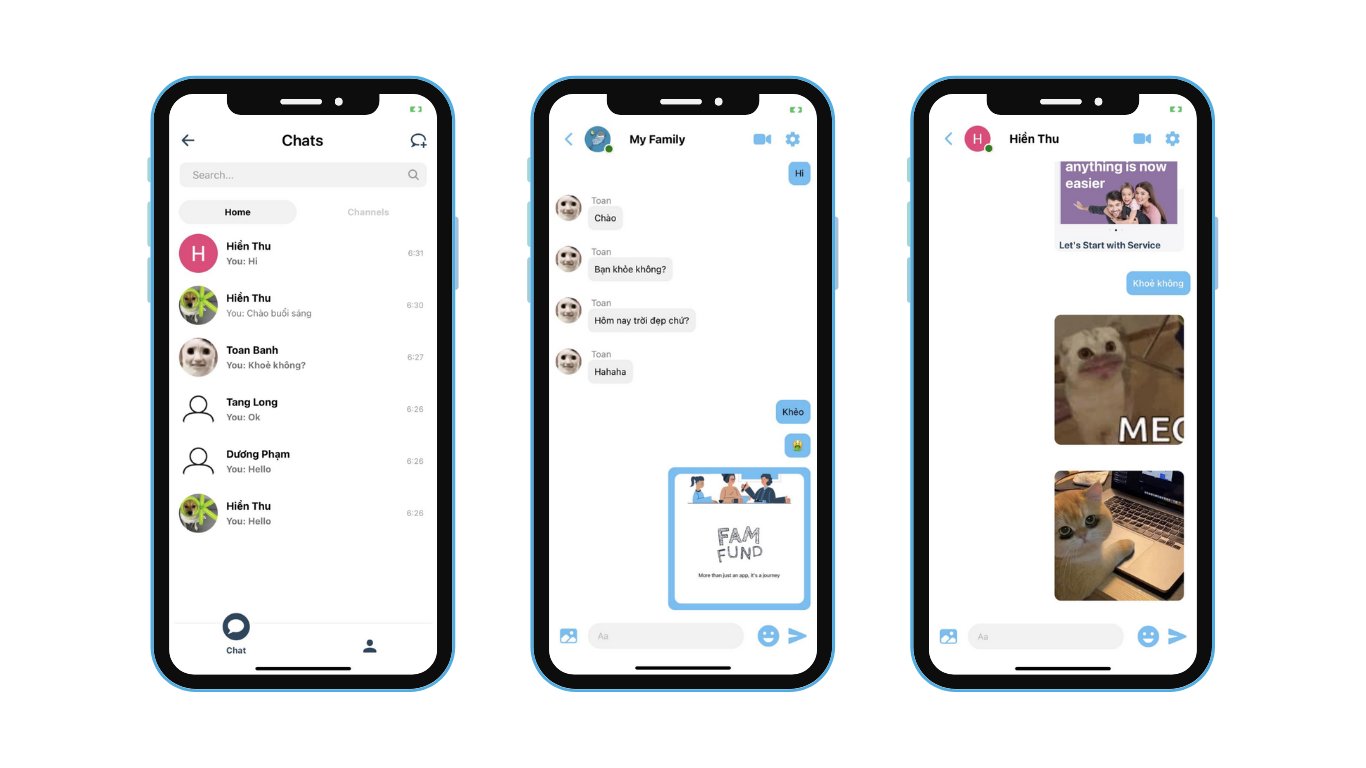 Chats
Search...
Home
Channels
H
Hiền Thu
You: Hi
6:31
Hiền Thu
You: Chào buổi sáng
6:30
Toan Banh
You: Khoẻ không?
6:27
Tang Long
You: Ok
6:26
Dương Phạm
You: Hello
6:26
Hiền Thu
You: Hello
6:26
Chat
My Family
Hi
Toan
Chào
Toan
Bạn khỏe không?
Toan
Hôm nay trời đẹp chứ?
Toan
Hahaha
Khẻo
FAM
FUND
More than just an app, it's a journey
Aa
H
Hiền Thu
anything is now
easier
Let's Start with Service
Khoẻ không
MEO
Aa